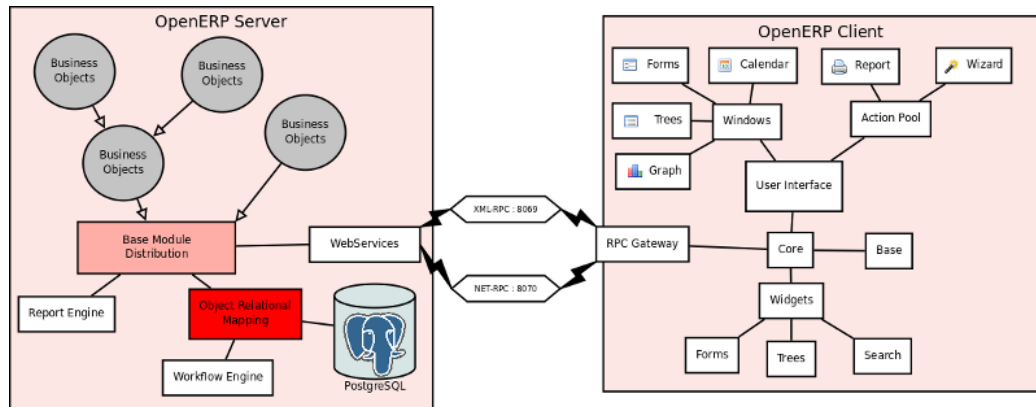 OpenERP Server
Business
Objects
Business
Objects
Business
Objects
Business
Objects
Base Module
Distribution
WebServices
Report Engine
Object Relational
Mapping
Workflow Engine
PostgreSQL
XML-RPC : 8069
NET-RPC : 8070
OpenERP Client
Forms
Calendar
Report
Wizard
Trees
Windows
Action Pool
Graph
User Interface
RPC Gateway
Core
Base
Widgets
Forms
Trees
Search